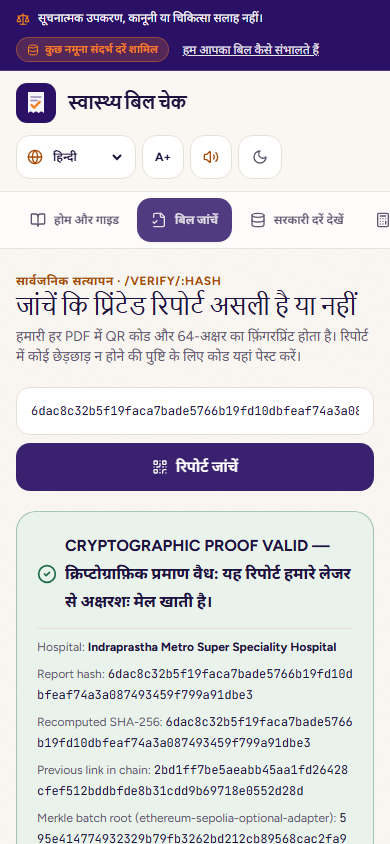 सूचनात्मक उपकरण, कानूनी या चिकित्सा सलाह नहीं।
कुछ नमूना संदर्भ दरें शामिल
हम आपका बिल कैसे संभालते हैं
स्वास्थ्य बिल चेक
हिन्दी
A+
होम और गाइड
बिल जांचें
सरकारी दरें देखें
सार्वजनिक सत्यापन · /VERIFY/:HASH
जांचें कि प्रिंटेड रिपोर्ट असली है या नहीं
हमारी हर PDF में QR कोड और 64-अक्षर का फ़िंगरप्रिंट होता है। रिपोर्ट
में कोई छेड़छाड़ न होने की पुष्टि के लिए कोड यहां पेस्ट करें।
6dac8c32b5f19faca7bade5766b19fd10dbfeaf74a3a08
रिपोर्ट जांचें
CRYPTOGRAPHIC PROOF VALID —
क्रिप्टोग्राफ़िक प्रमाण वैध: यह रिपोर्ट हमारे लेजर
से अक्षरशः मेल खाती है।
Hospital: Indraprastha Metro Super Speciality Hospital
Report hash: 6dac8c32b5f19faca7bade5766b19fd10d
bfeaf74a3a087493459f799a91dbe3
Recomputed SHA-256: 6dac8c32b5f19faca7bade5766
b19fd10dbfeaf74a3a087493459f799a91dbe3
Previous link in chain: 2bd1ff7be5aeabb45aa1fd26428
cfef512bddbfde8b31cdd9b69718e0552d28d
Merkle batch root (ethereum-sepolia-optional-adapter): 5
95e414774932329b79fb3262bd212cb89568cac2fa9